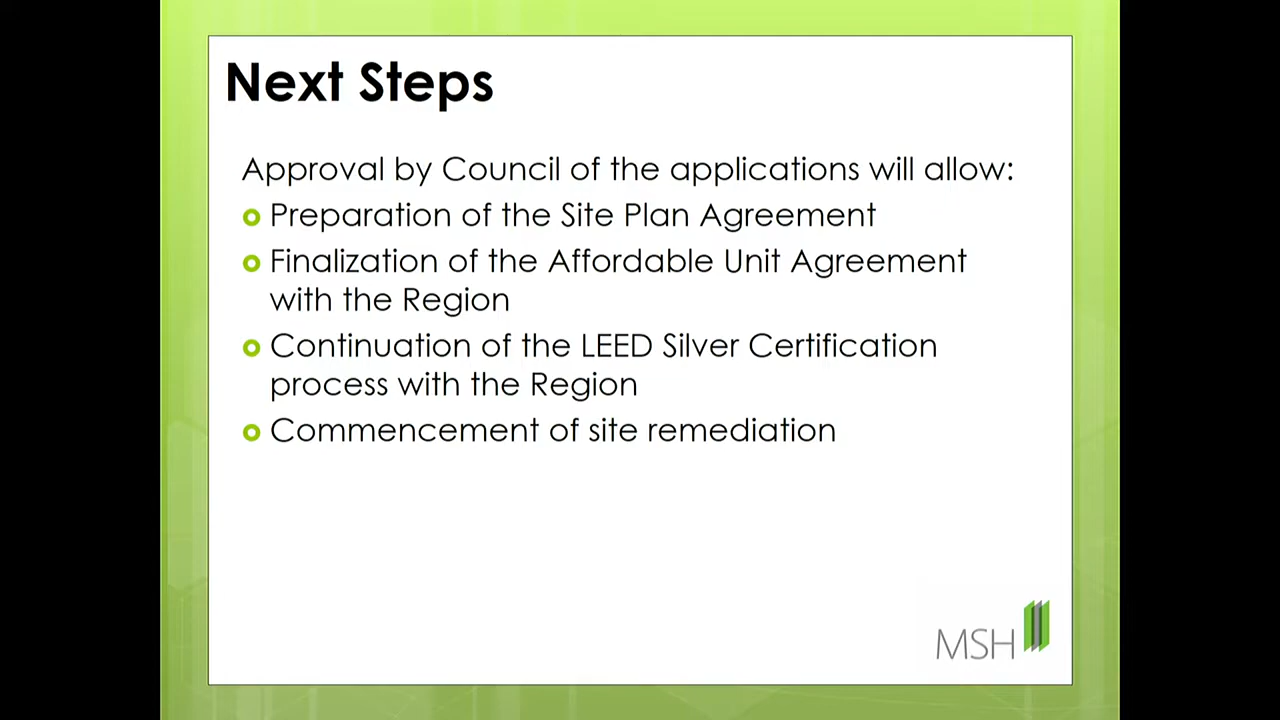 Next Steps
Approval by Council of the applications will allow:
Preparation of the Site Plan Agreement
Finalization of the Affordable Unit Agreement
with the Region
Continuation of the LEED Silver Certification
process with the Region
Commencement of site remediation
MSH